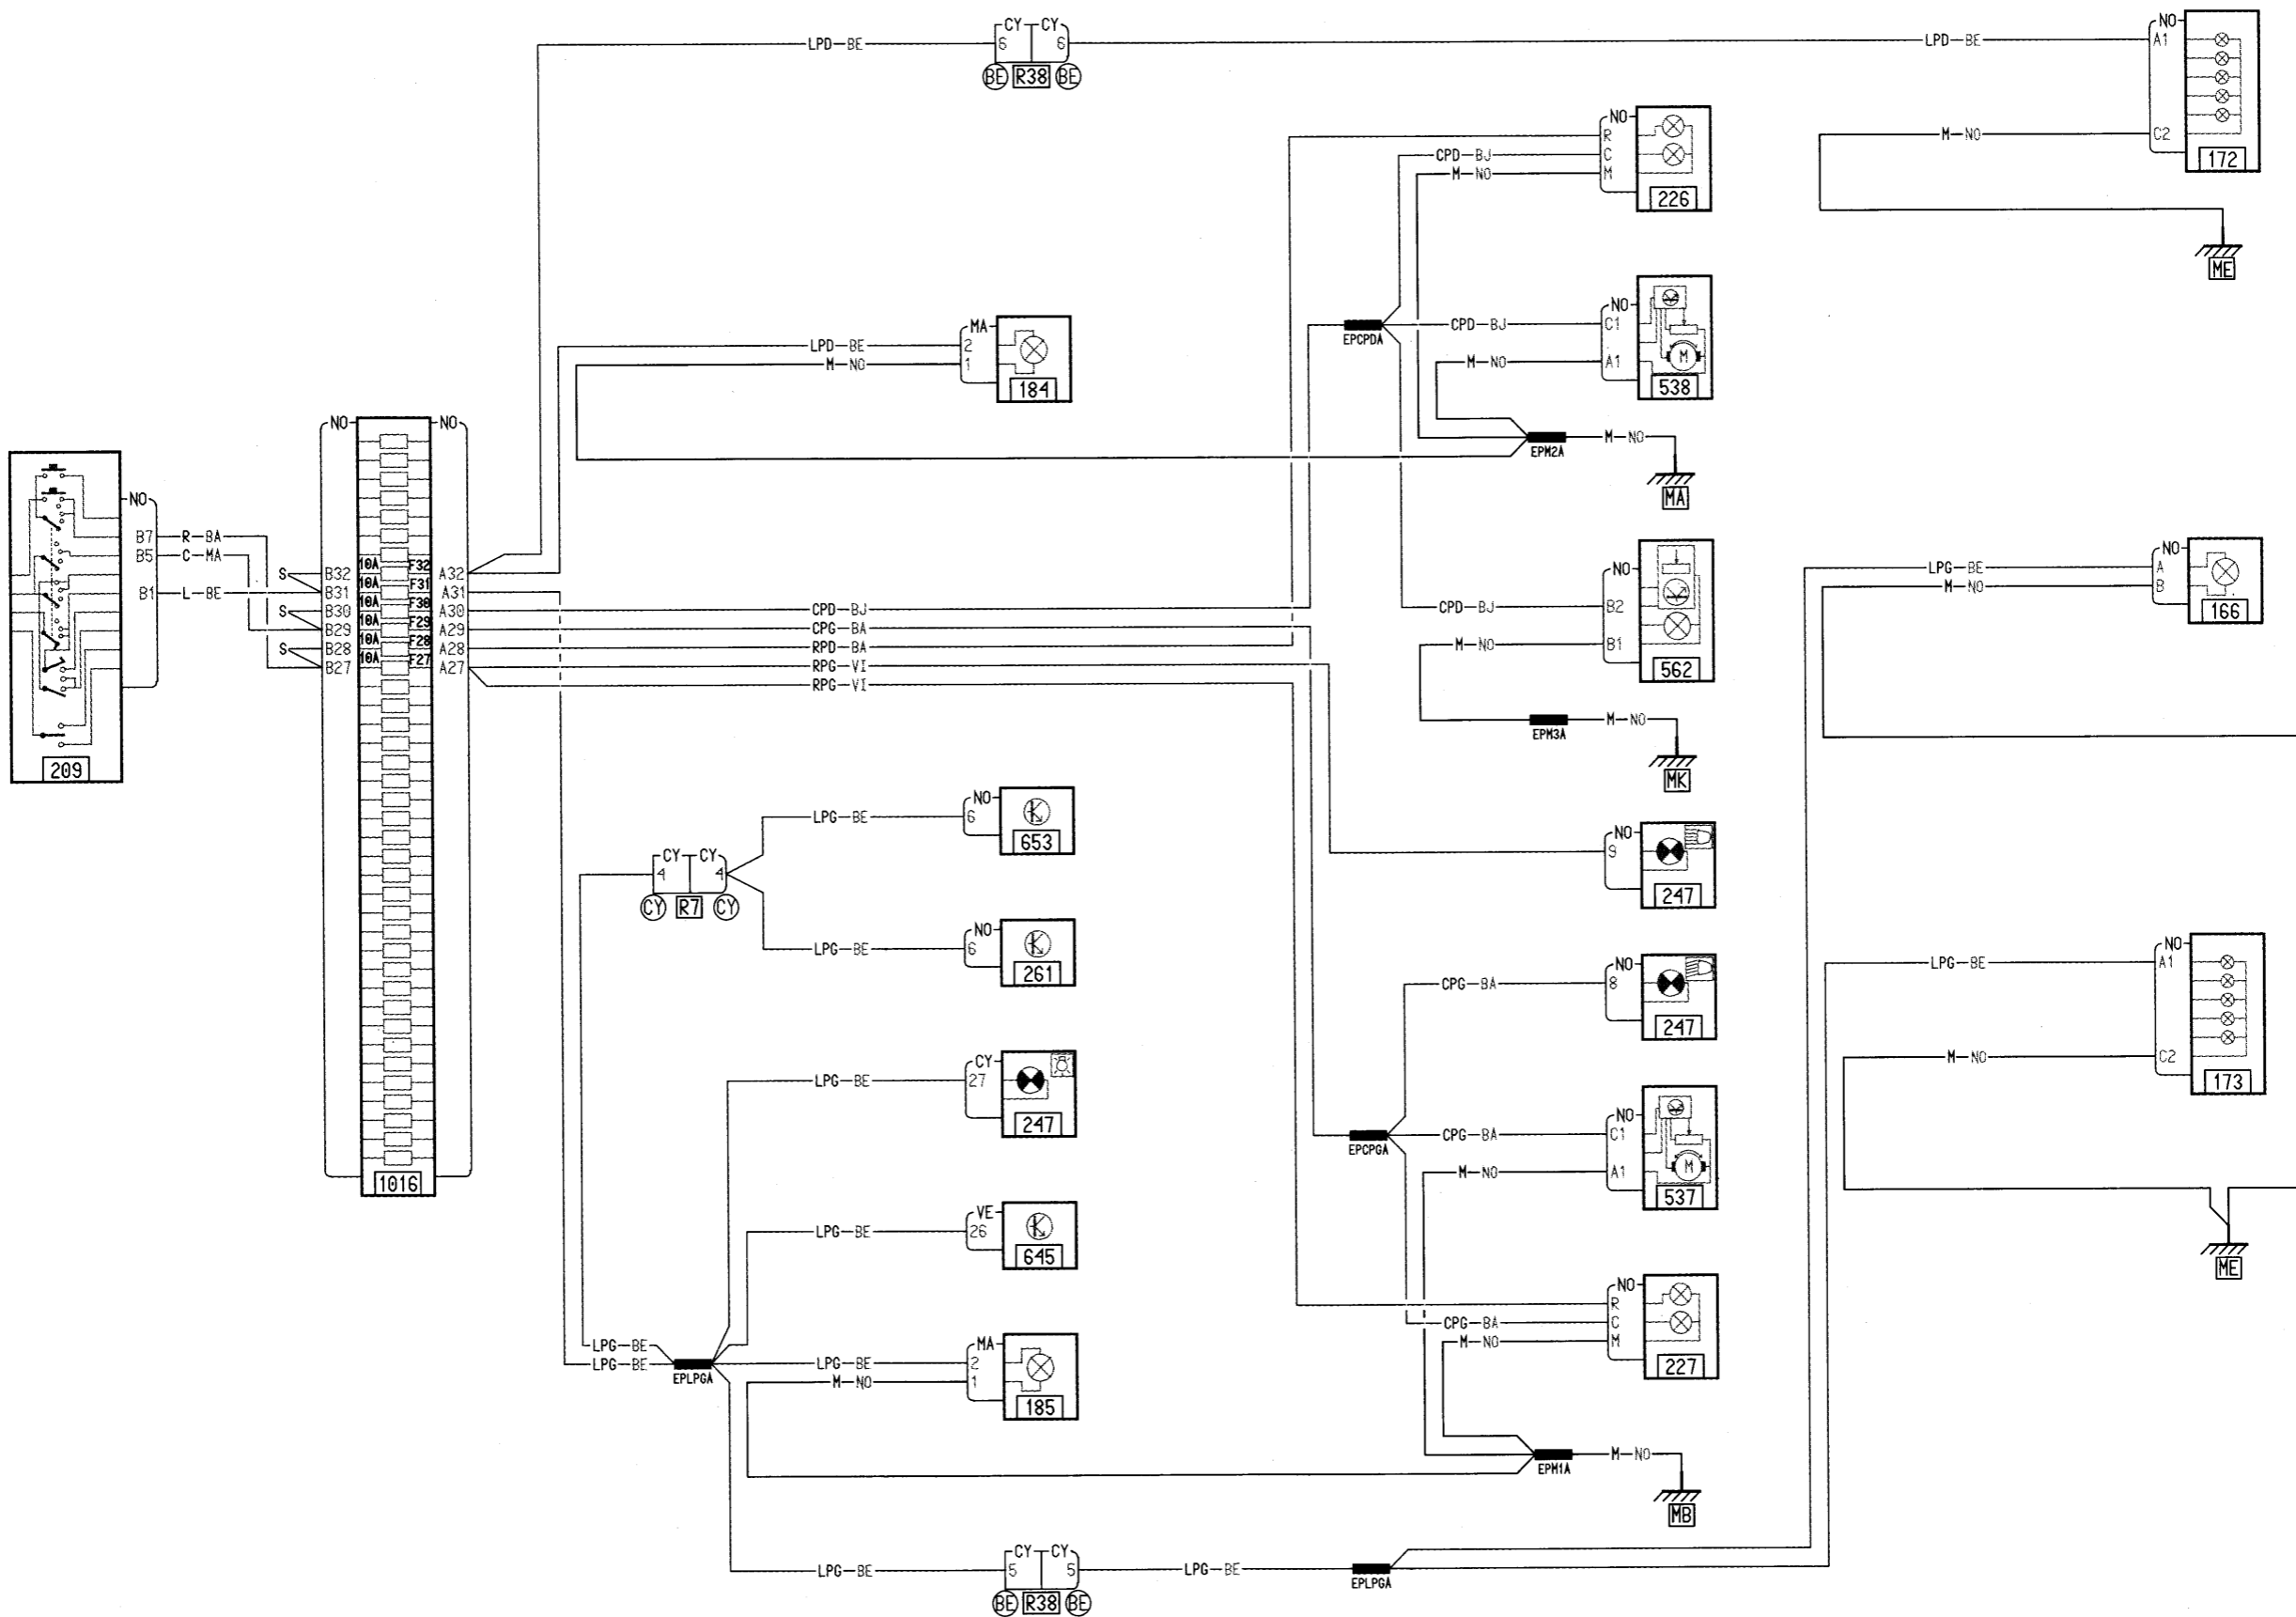 CY CY
LPD-BE 6 6 LPD-BE
BE R38 BE
NO
A1
M-NO C2
172
ME
NO
R
CPD-BJ C
M-NO M
226
NO
CPD-BJ C1
EPCPDA
M-NO A1
538
MA
LPD-BE 2
M-NO 1
184
M-NO
EPM2A
MA
NO NO
NO
B7 R-BA
B5 C-MA
B1 L-BE
209
S B32 10A F32 A32
B31 10A F31 A31
S B30 10A F30 A30 CPD-BJ
B29 10A F29 A29 CPG-BA
S B28 10A F28 A28 RPD-BA
B27 10A F27 A27 RPG-VI
RPG-VI
1016
NO
CPD-BJ B2
M-NO B1
562
M-NO
EPM3A
MK
NO
LPG-BE A
M-NO B
166
NO
LPG-BE 6
653
CY CY
4 4
CY R7 CY
NO
LPG-BE 6
261
NO
9
247
NO
CPG-BA 8
247
NO
LPG-BE A1
M-NO C2
173
ME
CY
LPG-BE 27
247
NO
CPG-BA C1
EPCPGA
M-NO A1
537
VE
LPG-BE 26
645
NO
R
CPG-BA C
M-NO M
227
LPG-BE
LPG-BE
EPLPGA
MA
LPG-BE 2
M-NO 1
185
M-NO
EPM1A
MB
CY CY
LPG-BE 5 5 LPG-BE
BE R38 BE
EPLPGA